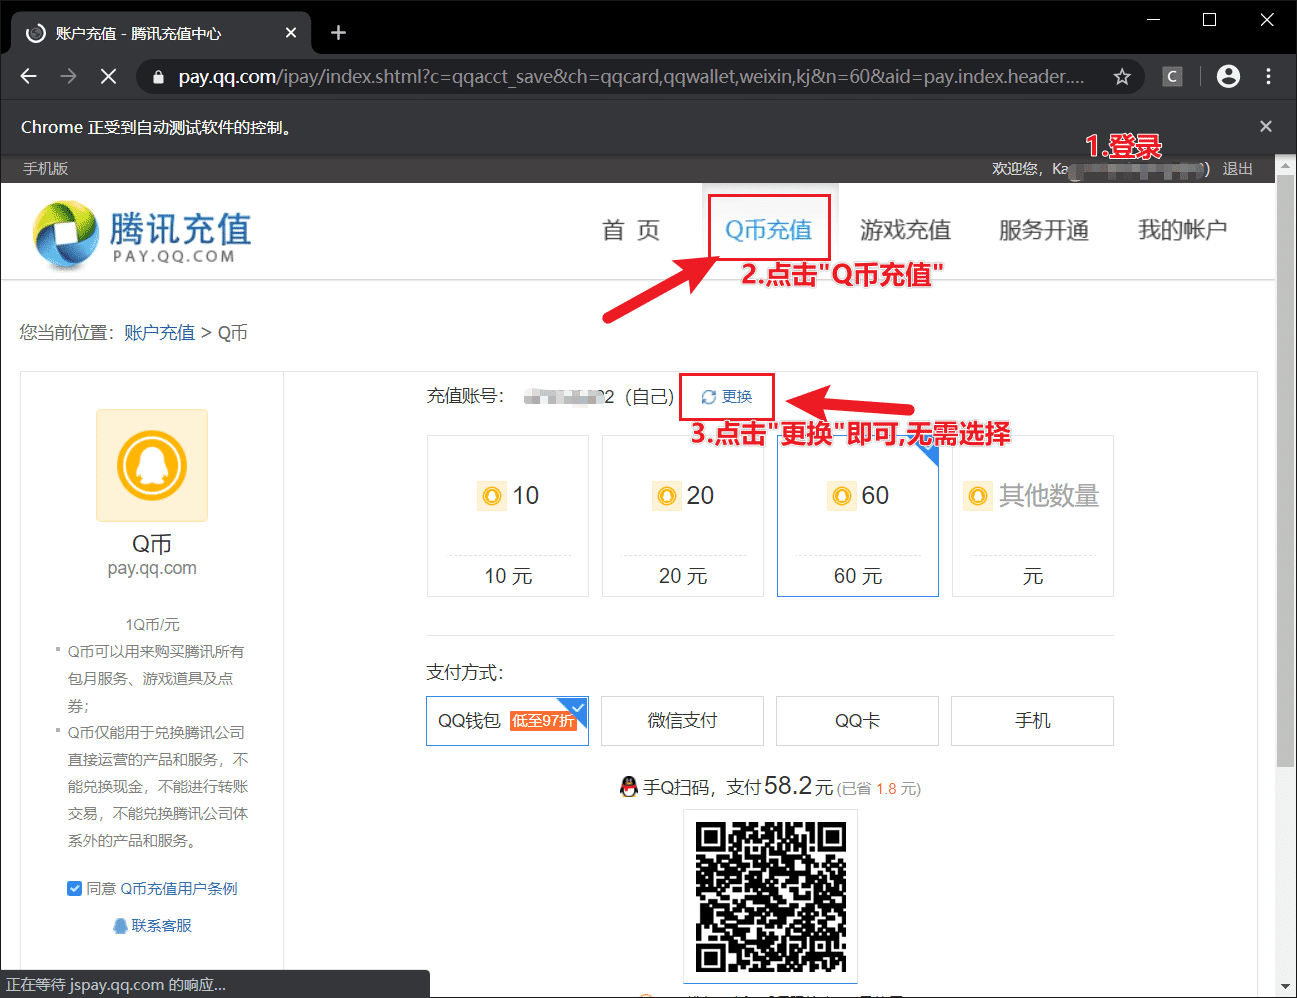 账户充值 - 腾讯充值中心
pay.qq.com/ipay/index.shtml?c=qqacct_save&ch=qqcard,qqwallet,weixin,kj&n=60&aid=pay.index.header....
C
Chrome 正受到自动测试软件的控制。
1.登录
手机版
欢迎您，Ka
) 退出
腾讯充值
PAY.QQ.COM
首 页
Q币充值
游戏充值
服务开通
我的帐户
2.点击"Q币充值"
您当前位置：账户充值 > Q币
充值账号：
2（自己）
更换
3.点击"更换"即可,无需选择
Q币
pay.qq.com
1Q币/元
Q币可以用来购买腾讯所有
包月服务、游戏道具及点
券；
Q币仅能用于兑换腾讯公司
直接运营的产品和服务，不
能兑换现金，不能进行转账
交易，不能兑换腾讯公司体
系外的产品和服务。
同意 Q币充值用户条例
联系客服
10
10 元
20
20 元
60
60 元
其他数量
元
支付方式：
QQ钱包 低至97折
微信支付
QQ卡
手机
手Q扫码，支付58.2元(已省 1.8 元)
正在等待 jspay.qq.com 的响应...